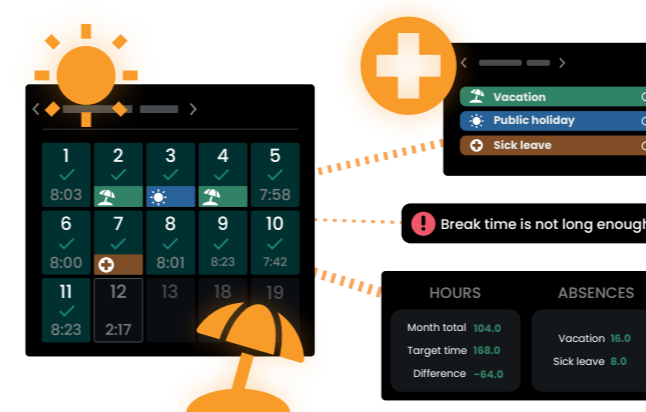 1 2 3 4 5
8:03 7:58
6 7 8 9 10
8:00 8:01 8:23 7:42
11 12 13 18 19
8:23 2:17
Vacation
Public holiday
Sick leave
Break time is not long enough
HOURS
Month total 104.0
Target time 168.0
Difference -64.0
ABSENCES
Vacation 16.0
Sick leave 8.0